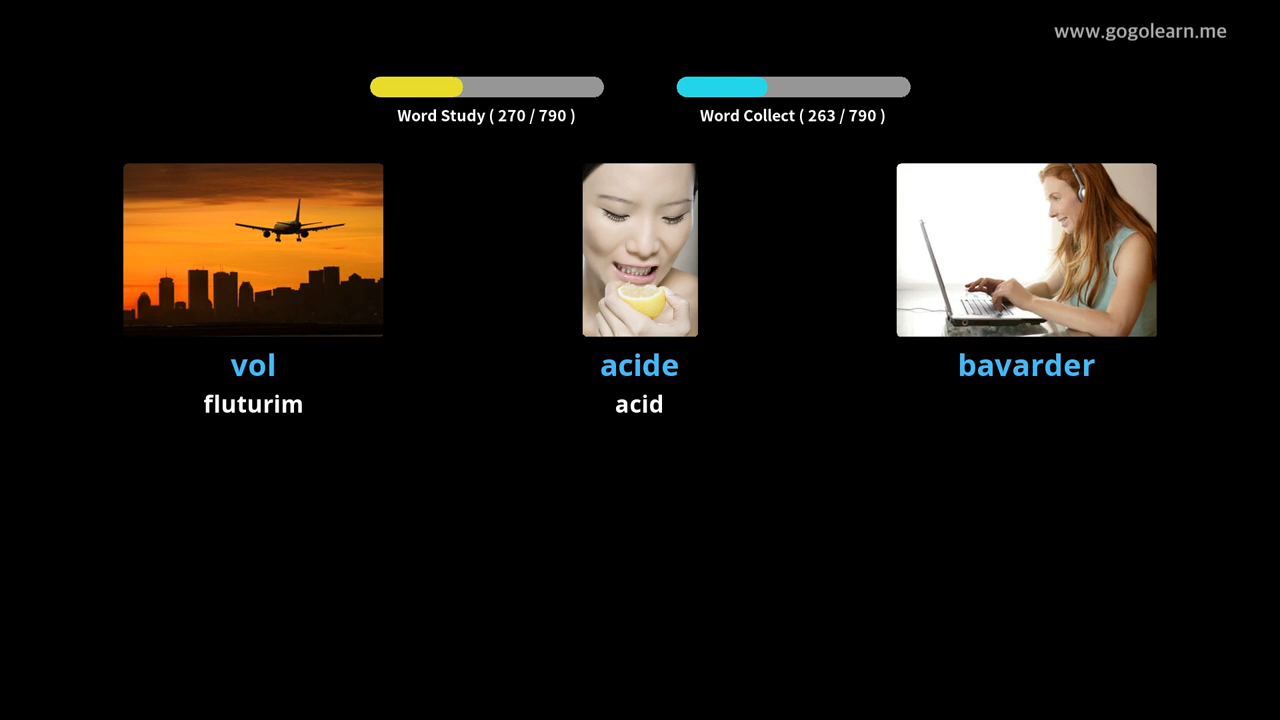 www.gogolearn.me
Word Study ( 270 / 790 )
Word Collect ( 263 / 790 )
vol
fluturim
acide
acid
bavarder